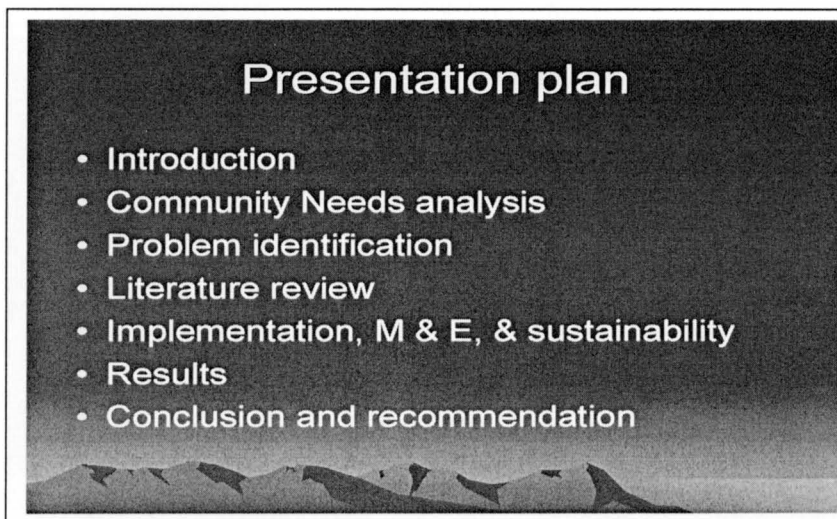 Presentation plan
• Introduction
• Community Needs analysis
• Problem identification
• Literature review
• Implementation, M & E, & sustainability
• Results
• Conclusion and recommendation